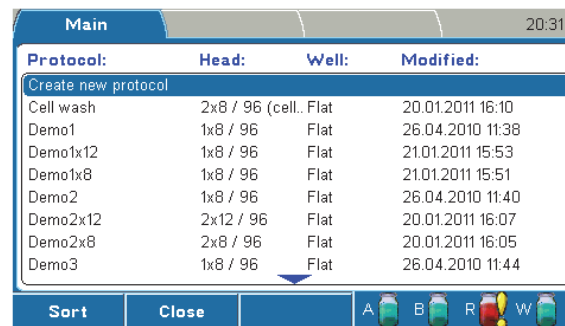 Main 20:31
Protocol: Head: Well: Modified:
Create new protocol
Cell wash 2x8 / 96 (cell.. Flat 20.01.2011 16:10
Demo1 1x8 / 96 Flat 26.04.2010 11:38
Demo1x12 1x8 / 96 Flat 21.01.2011 15:53
Demo1x8 1x8 / 96 Flat 21.01.2011 15:51
Demo2 1x8 / 96 Flat 26.04.2010 11:40
Demo2x12 2x12 / 96 Flat 20.01.2011 16:07
Demo2x8 2x8 / 96 Flat 20.01.2011 16:05
Demo3 1x8 / 96 Flat 26.04.2010 11:44
Sort Close A B R W